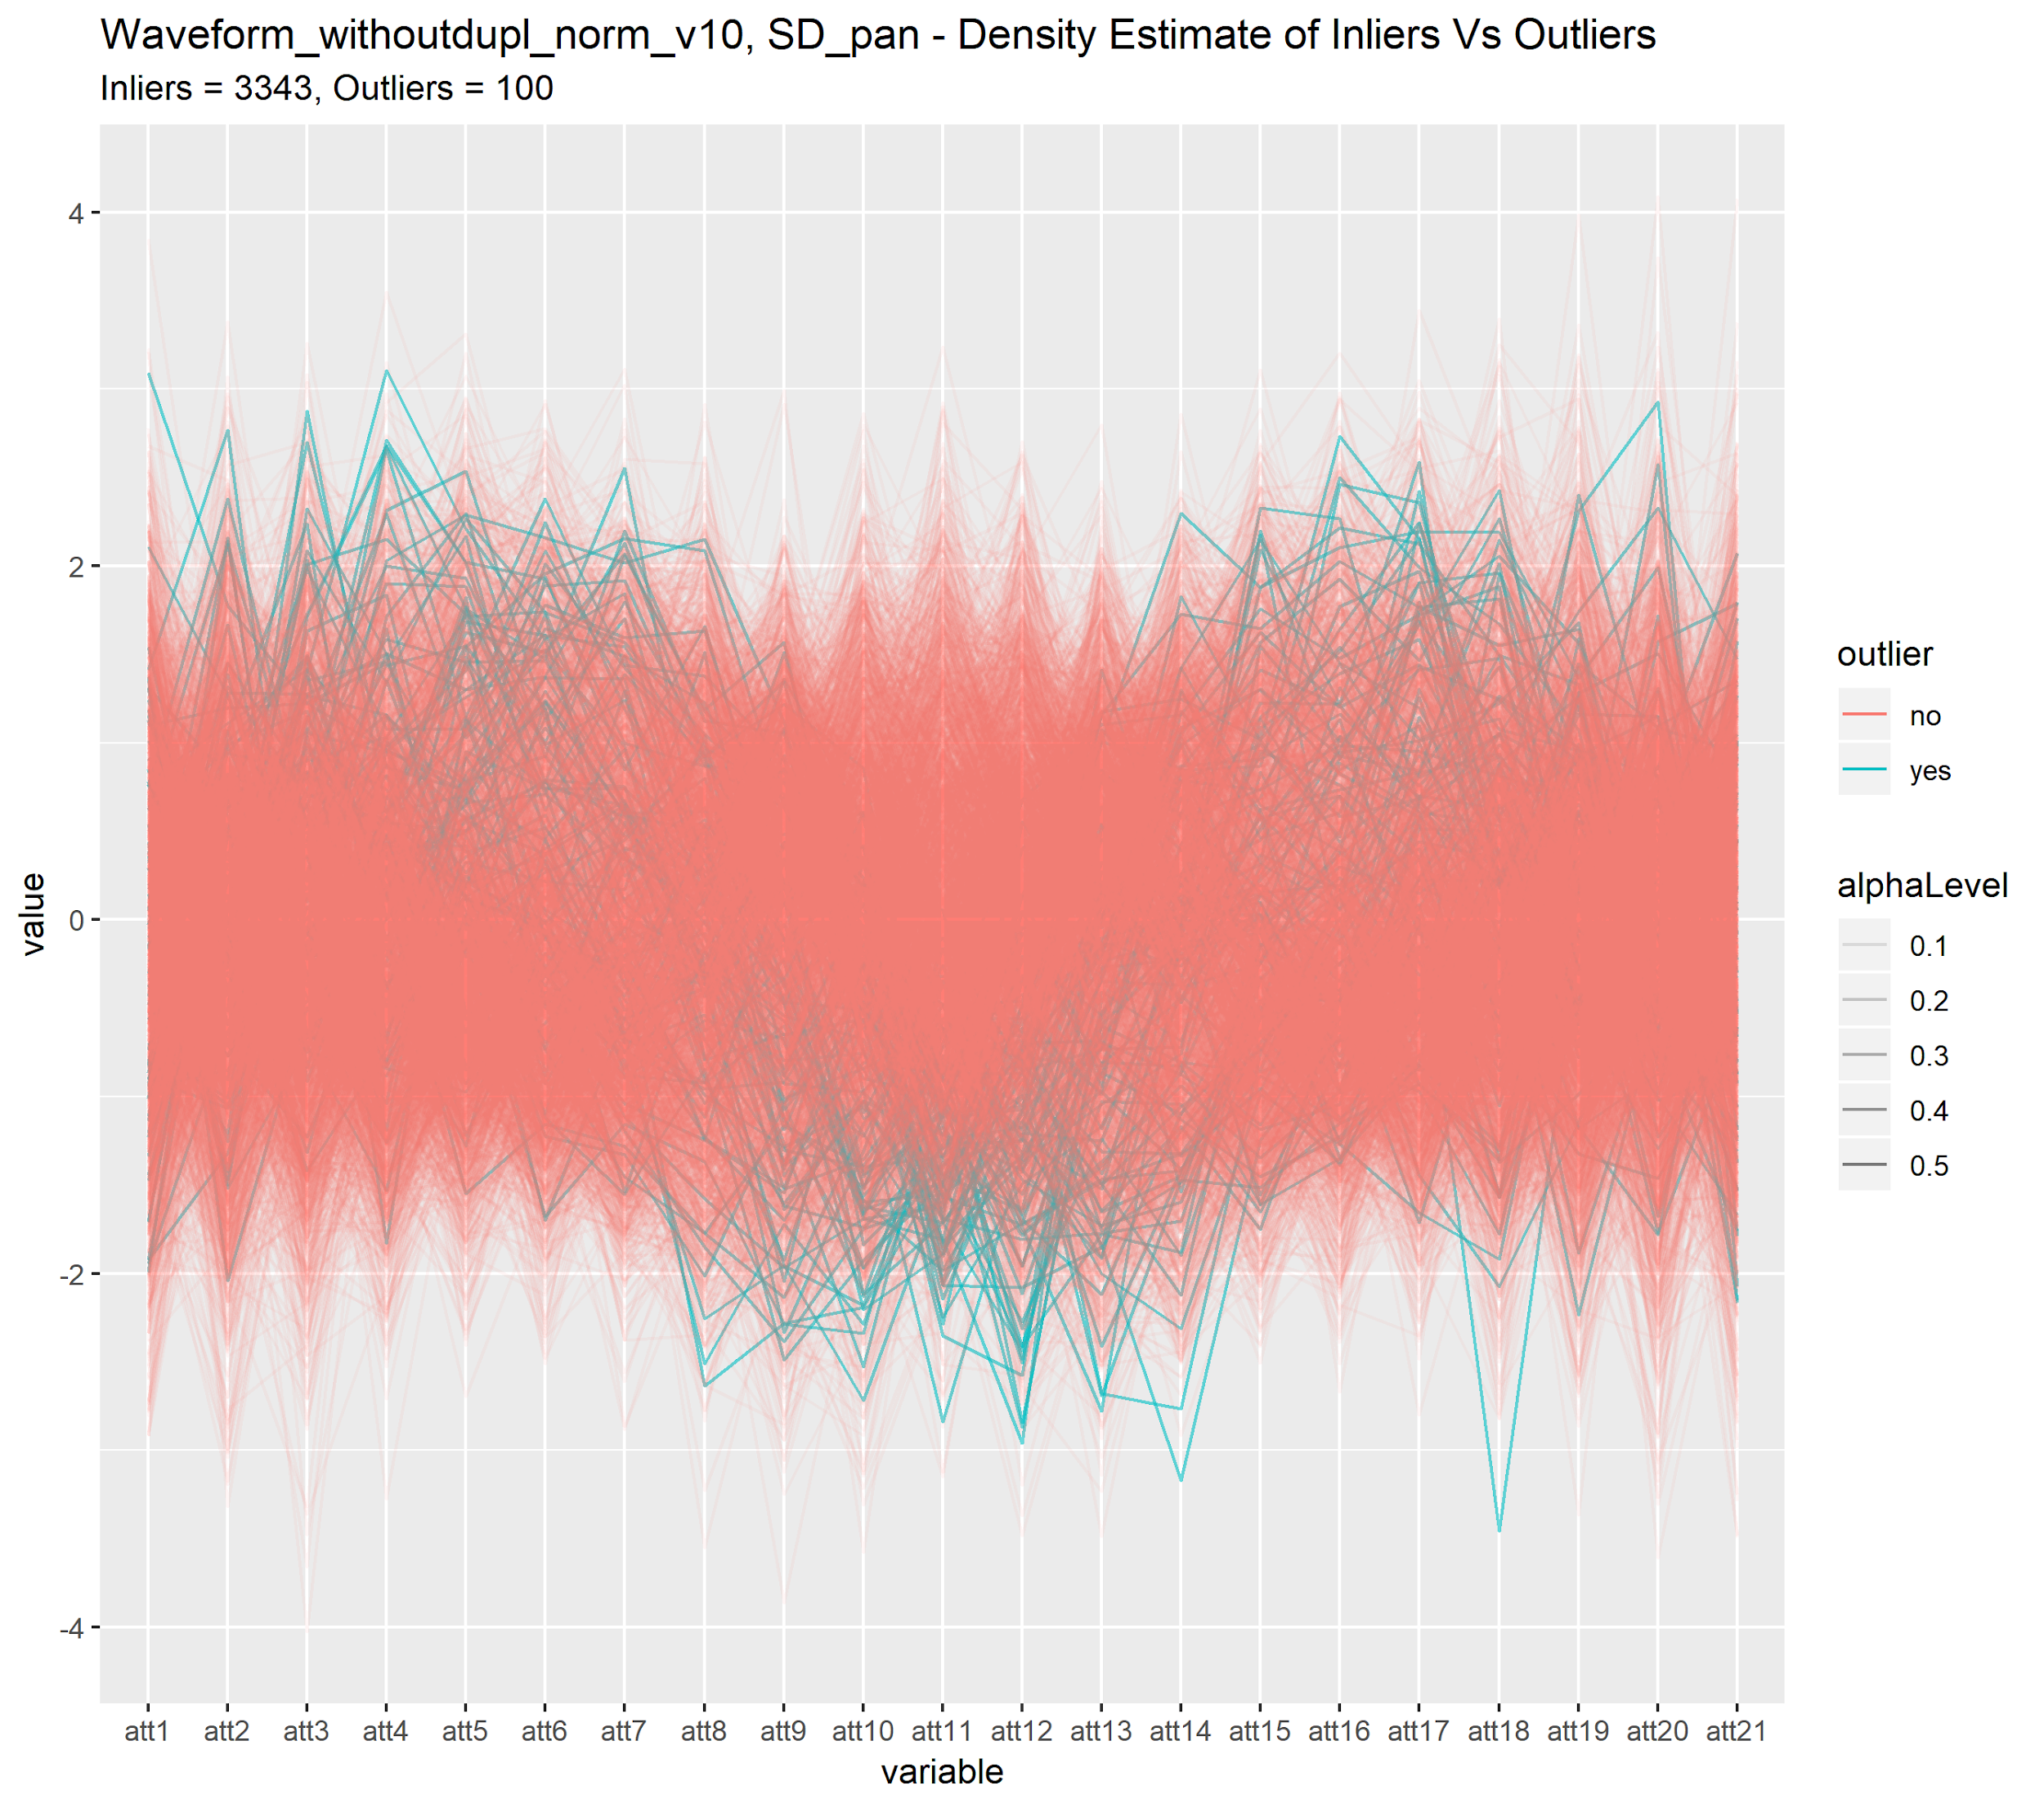 Waveform_withoutdupl_norm_v10, SD_pan - Density Estimate of Inliers Vs Outliers
Inliers = 3343, Outliers = 100
4
2
0
-2
-4
value
att1 att2 att3 att4 att5 att6 att7 att8 att9 att10 att11 att12 att13 att14 att15 att16 att17 att18 att19 att20 att21
variable
outlier
no
yes
alphaLevel
0.1
0.2
0.3
0.4
0.5